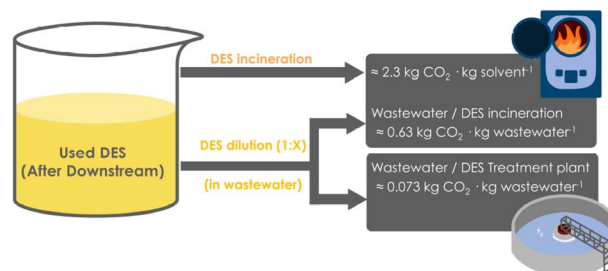 DES incineration
≈ 2.3 kg CO₂ · kg solvent⁻¹
Used DES
(After Downstream)
DES dilution (1:X)
(in wastewater)
Wastewater / DES incineration
≈ 0.63 kg CO₂ · kg wastewater⁻¹
Wastewater / DES Treatment plant
≈ 0.073 kg CO₂ · kg wastewater⁻¹